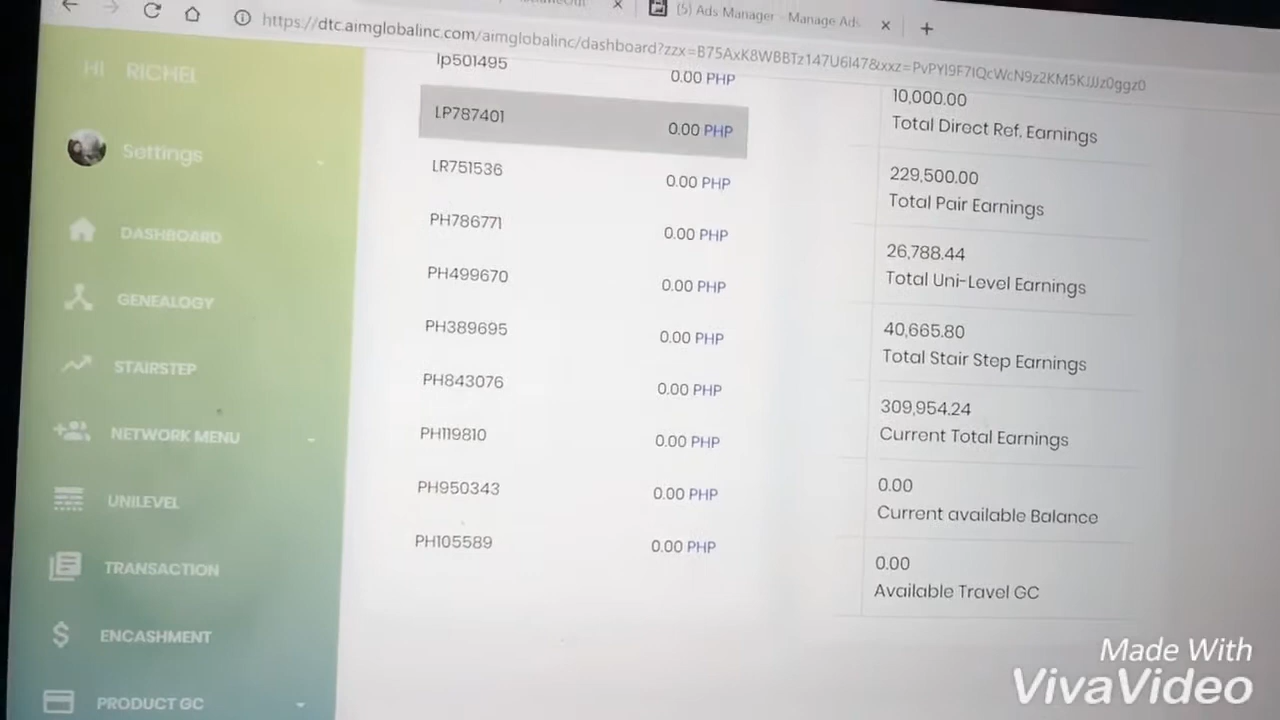 (5) Ads Manager - Manage Ads
https://dtc.aimglobalinc.com/aimglobalinc/dashboard?zzx=B75AxK8WBBTz147U6I47&xxz=PvPYI9F7IQcWcN9z2KM5KJJJz0ggz0
HI RICHEL
Settings
DASHBOARD
GENEALOGY
STAIRSTEP
NETWORK MENU
UNILEVEL
TRANSACTION
ENCASHMENT
PRODUCT GC
lp501495 0.00 PHP
LP787401 0.00 PHP
LR751536 0.00 PHP
PH786771 0.00 PHP
PH499670 0.00 PHP
PH389695 0.00 PHP
PH843076 0.00 PHP
PH119810 0.00 PHP
PH950343 0.00 PHP
PH105589 0.00 PHP
10,000.00
Total Direct Ref. Earnings
229,500.00
Total Pair Earnings
26,788.44
Total Uni-Level Earnings
40,665.80
Total Stair Step Earnings
309,954.24
Current Total Earnings
0.00
Current available Balance
0.00
Available Travel GC
Made With
VivaVideo